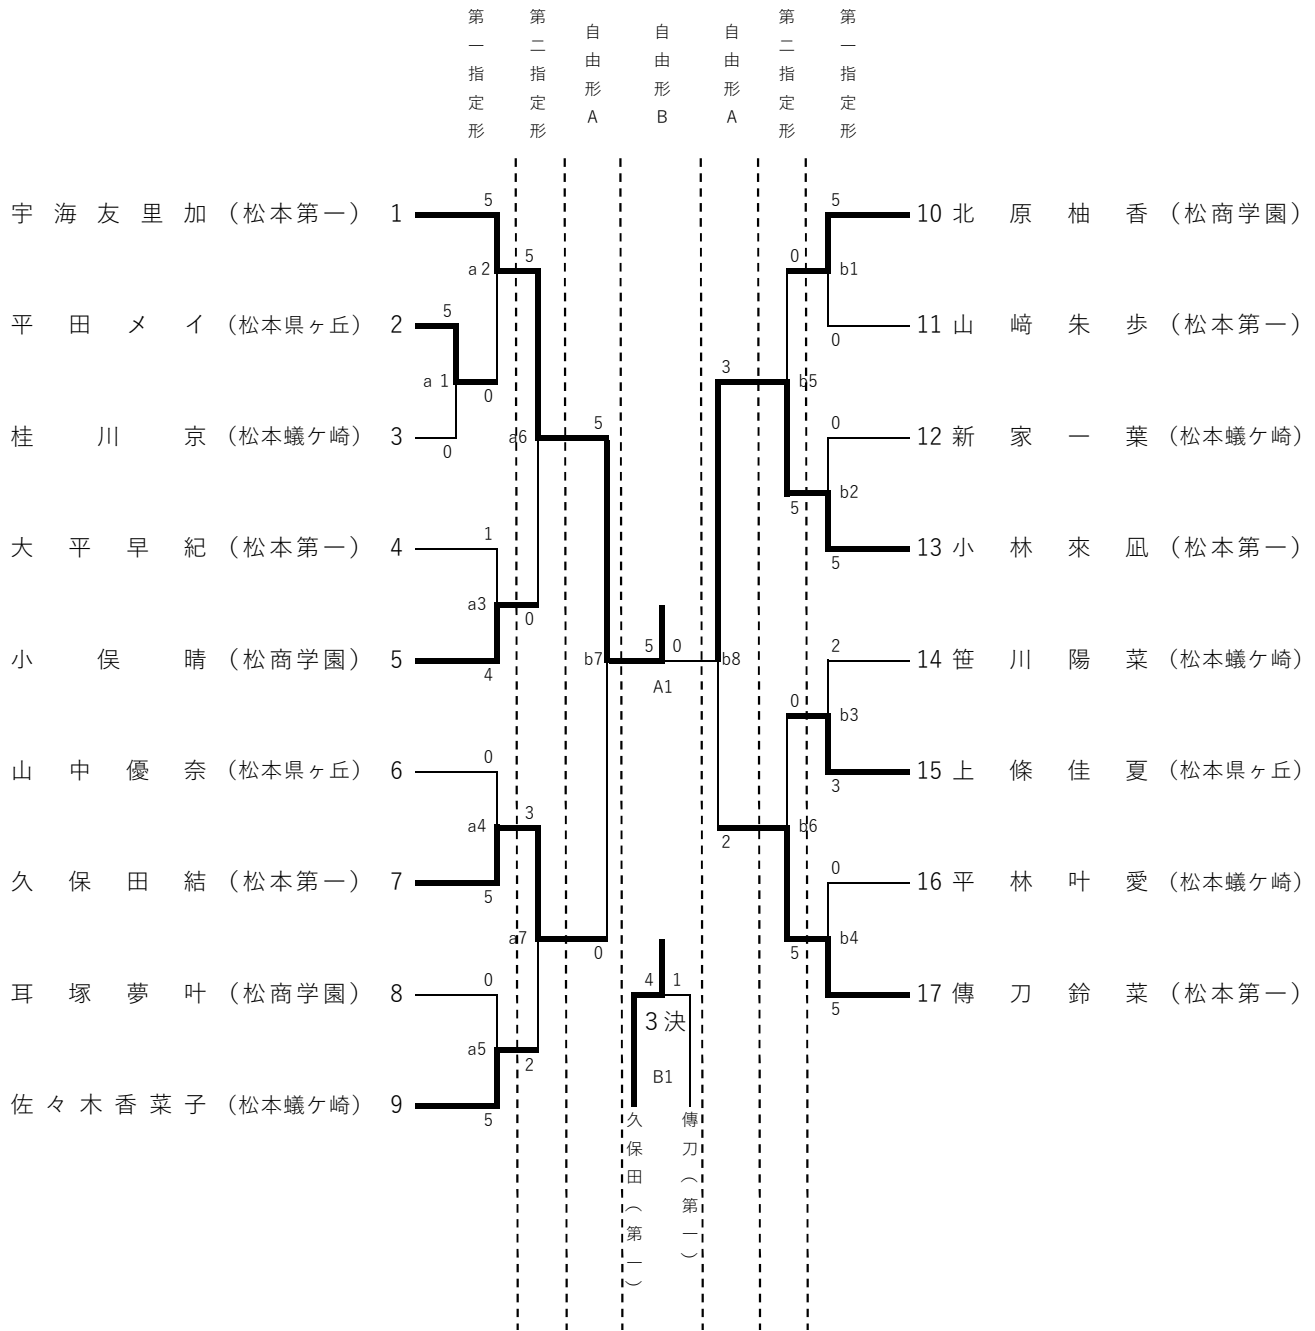 第一指定形
第二指定形
自由形A
自由形B
自由形A
第二指定形
第一指定形
宇海友里加 (松本第一) 1
平田メイ (松本県ヶ丘) 2
桂川京 (松本蟻ケ崎) 3
大平早紀 (松本第一) 4
小俣晴 (松商学園) 5
山中優奈 (松本県ヶ丘) 6
久保田結 (松本第一) 7
耳塚夢叶 (松商学園) 8
佐々木香菜子 (松本蟻ケ崎) 9
5
a 2
5
5
a 1
0
0
a6
5
1
a3
0
4
b7
0
a4
3
5
a7
0
0
a5
2
5
5 0
A1
4 1
3決
B1
久保田(第一)
傳刀(第一)
5
0
b1
0
3
b5
0
b2
5
5
b8
2
0
b3
3
b6
2
0
b4
5
5
10 北原柚香 (松商学園)
11 山﨑朱歩 (松本第一)
12 新家一葉 (松本蟻ケ崎)
13 小林來凪 (松本第一)
14 笹川陽菜 (松本蟻ケ崎)
15 上條佳夏 (松本県ヶ丘)
16 平林叶愛 (松本蟻ケ崎)
17 傳刀鈴菜 (松本第一)